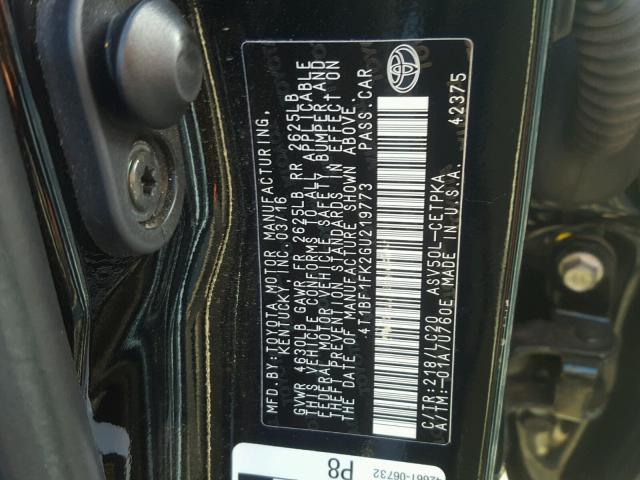 MFD.BY:TOYOTA MOTOR MANUFACTURING,
KENTUCKY, INC. 03/16
GVWR 4630LB GAWR FR 2625LB RR 2625LB
THIS VEHICLE CONFORMS TO ALL APPLICABLE
FEDERAL MOTOR VEHICLE SAFETY BUMPER AND
THEFT PREVENTION STANDARDS IN EFFECT ON
THE DATE OF MANUFACTURE SHOWN ABOVE.
4T1BF1FK2GU219773 PASS.CAR
C/TR:218/LC20 ASV50L-CETPKA
A/TM:-01A/U760E MADE IN U.S.A. 42375
42661-06732
P8